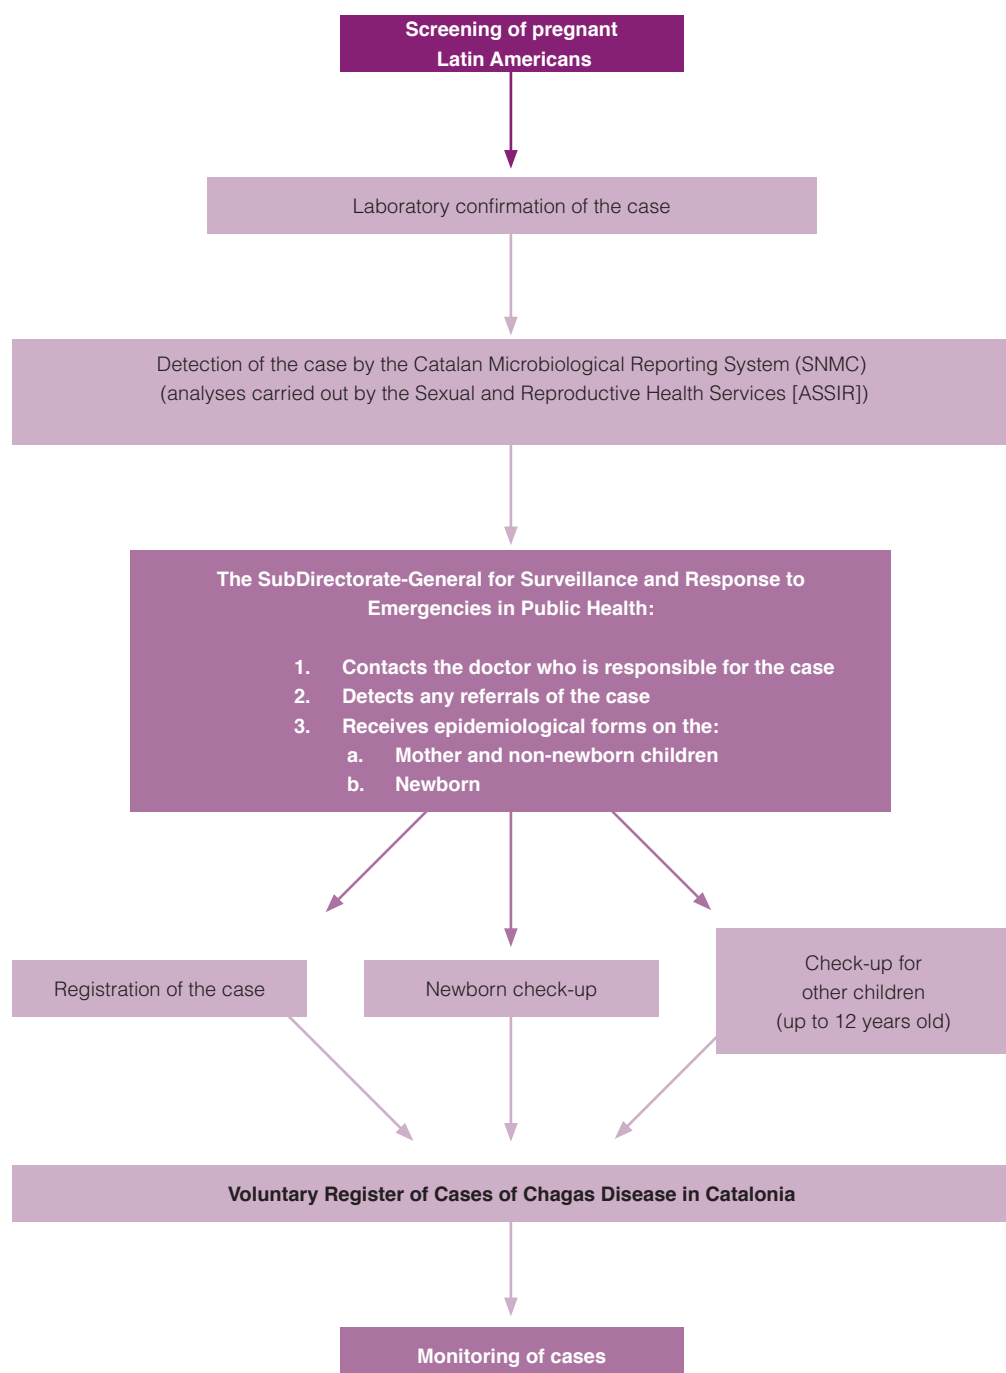 Screening of pregnant
Latin Americans
Laboratory confirmation of the case
Detection of the case by the Catalan Microbiological Reporting System (SNMC)
(analyses carried out by the Sexual and Reproductive Health Services [ASSIR])
The SubDirectorate-General for Surveillance and Response to
Emergencies in Public Health:
1. Contacts the doctor who is responsible for the case
2. Detects any referrals of the case
3. Receives epidemiological forms on the:
a. Mother and non-newborn children
b. Newborn
Registration of the case
Newborn check-up
Check-up for
other children
(up to 12 years old)
Voluntary Register of Cases of Chagas Disease in Catalonia
Monitoring of cases